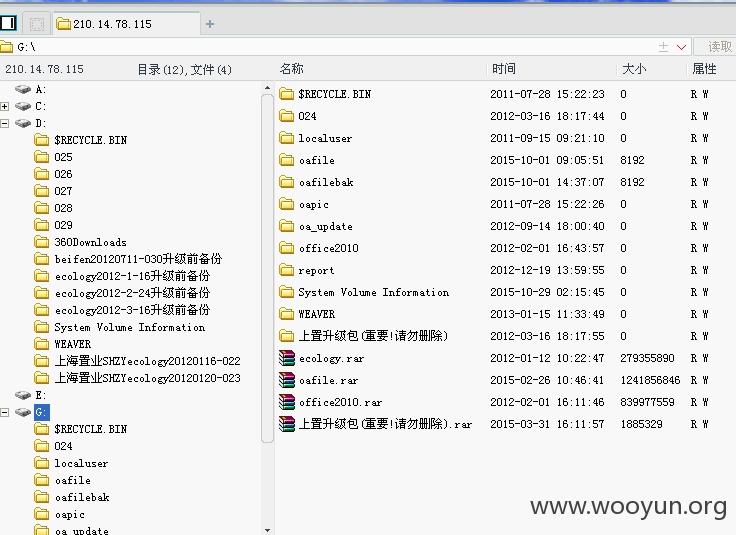 210.14.78.115
G:\
读取
210.14.78.115 目录(12),文件(4)
名称 时间 大小 属性
A:
C:
D:
$RECYCLE.BIN
025
026
027
028
029
360Downloads
beifen20120711-030升级前备份
ecology2012-1-16升级前备份
ecology2012-2-24升级前备份
ecology2012-3-16升级前备份
System Volume Information
WEAVER
上海置业SHZYecology20120116-022
上海置业SHZYecology20120120-023
E:
G:
$RECYCLE.BIN
024
localuser
oafile
oafilebak
oapic
oa_update
$RECYCLE.BIN 2011-07-28 15:22:23 0 R W
024 2012-03-16 18:17:44 0 R W
localuser 2011-09-15 09:21:10 0 R W
oafile 2015-10-01 09:05:51 8192 R W
oafilebak 2015-10-01 14:37:07 8192 R W
oapic 2011-07-28 15:22:26 0 R W
oa_update 2012-09-14 18:00:40 0 R W
office2010 2012-02-01 16:43:57 0 R W
report 2012-12-19 13:59:55 0 R W
System Volume Information 2015-10-29 02:15:45 0 R W
WEAVER 2013-01-15 11:33:49 0 R W
上置升级包(重要!请勿删除) 2012-03-16 18:17:55 0 R W
ecology.rar 2012-01-12 10:22:47 279355890 R W
oafile.rar 2015-02-26 10:46:41 1241856846 R W
office2010.rar 2012-02-01 16:11:46 839977559 R W
上置升级包(重要!请勿删除).rar 2015-03-31 16:11:57 1885329 R W
www.wooyun.org